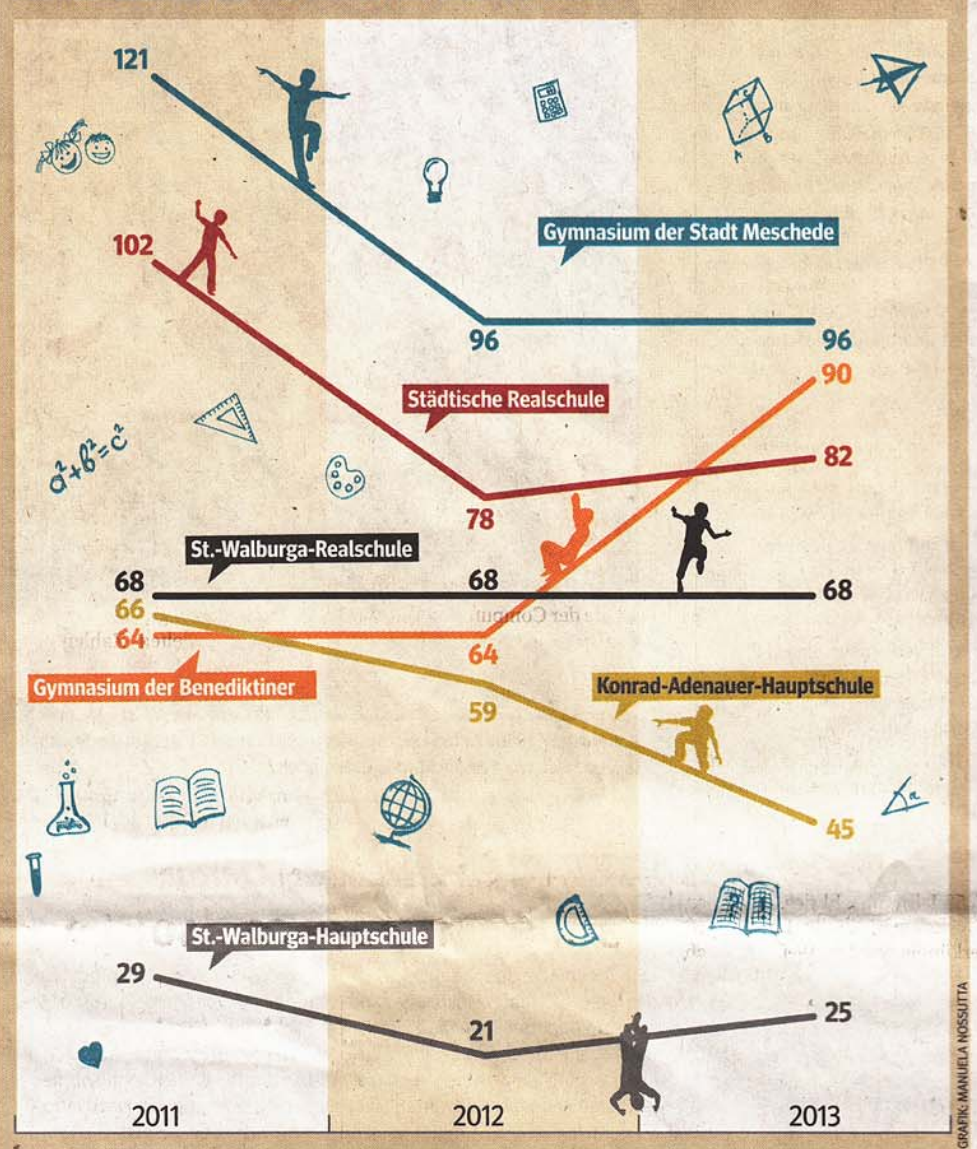 121
102
Gymnasium der Stadt Meschede
96
96
90
Städtische Realschule
82
78
a²+b²=c²
St.-Walburga-Realschule
68
68
68
66
64
64
Gymnasium der Benediktiner
Konrad-Adenauer-Hauptschule
59
45
St.-Walburga-Hauptschule
29
21
25
2011
2012
2013
GRAFIK: MANUELA NOSSUTTA